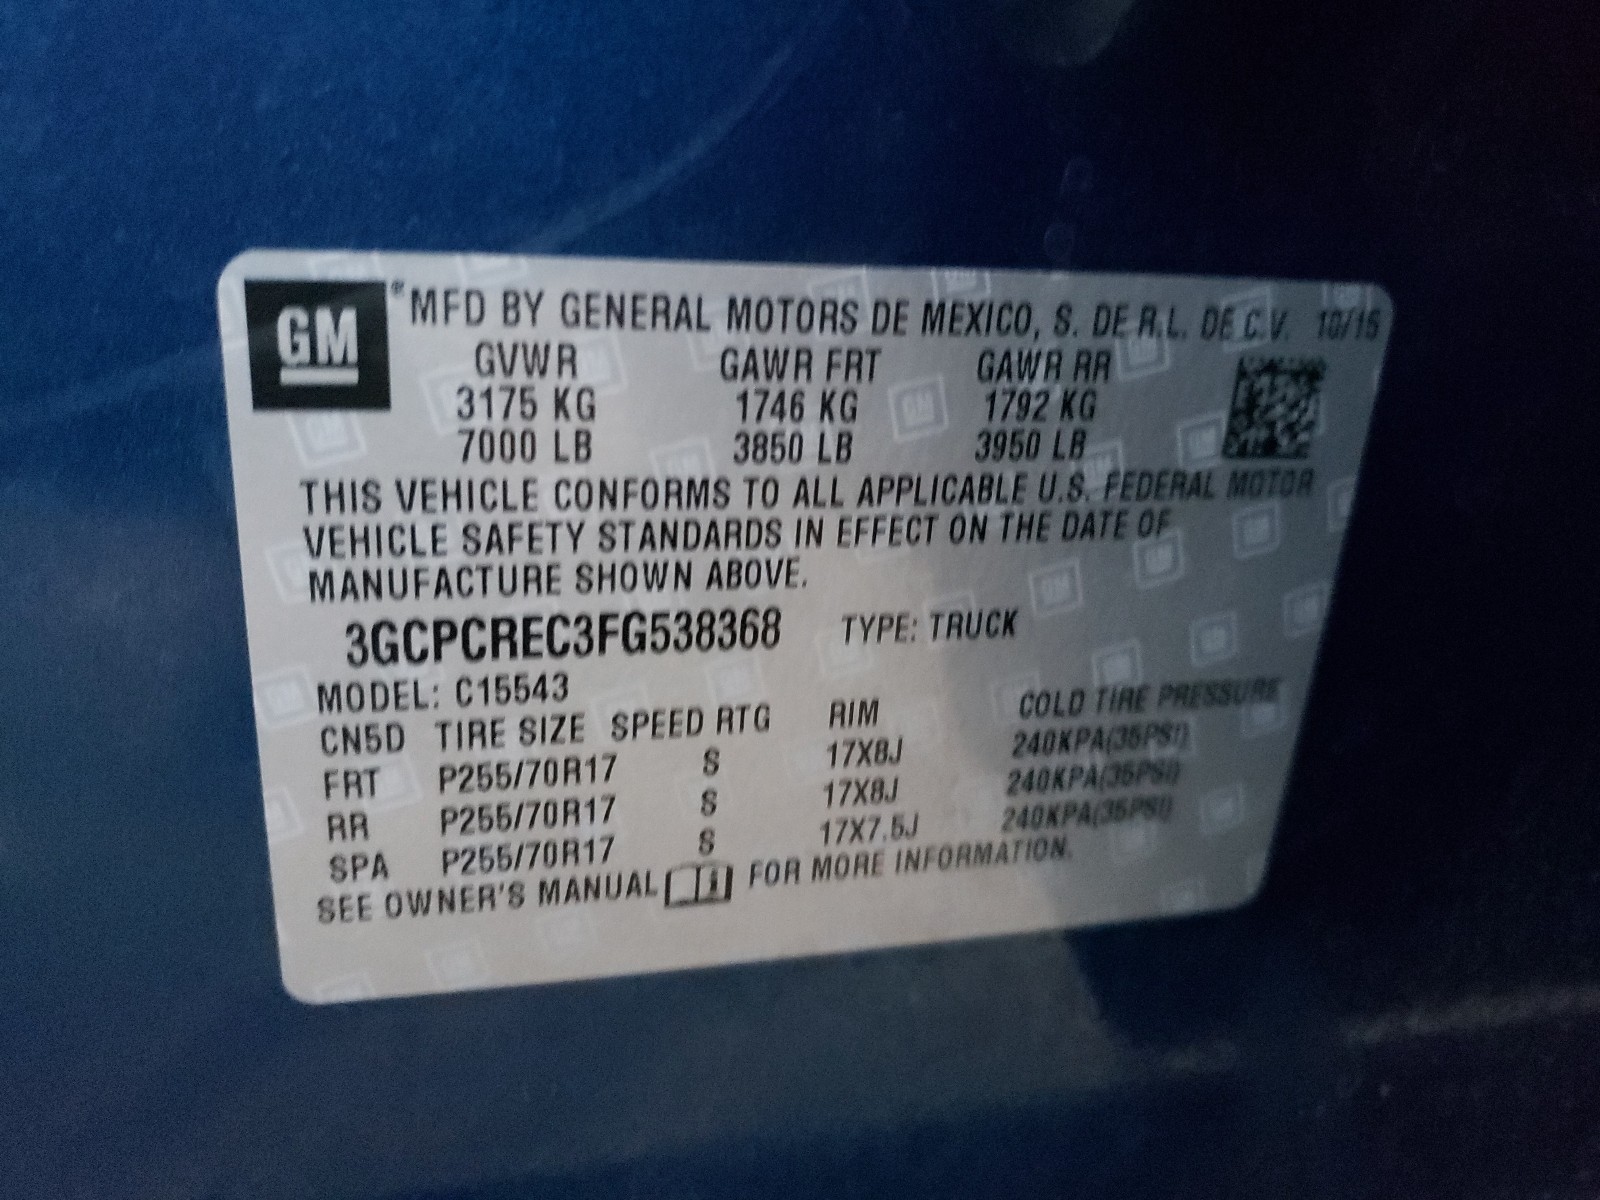 GM
®MFD BY GENERAL MOTORS DE MEXICO, S. DE R.L. DE C.V. 10/15
GVWR GAWR FRT GAWR RR
3175 KG 1746 KG 1792 KG
7000 LB 3850 LB 3950 LB
THIS VEHICLE CONFORMS TO ALL APPLICABLE U.S. FEDERAL MOTOR
VEHICLE SAFETY STANDARDS IN EFFECT ON THE DATE OF
MANUFACTURE SHOWN ABOVE.
3GCPCREC3FG538368 TYPE: TRUCK
MODEL: C15543
CN5D TIRE SIZE SPEED RTG RIM COLD TIRE PRESSURE
FRT P255/70R17 S 17X8J 240KPA(35PSI)
RR P255/70R17 S 17X8J 240KPA(35PSI)
SPA P255/70R17 S 17X7.5J 240KPA(35PSI)
SEE OWNER'S MANUAL FOR MORE INFORMATION.